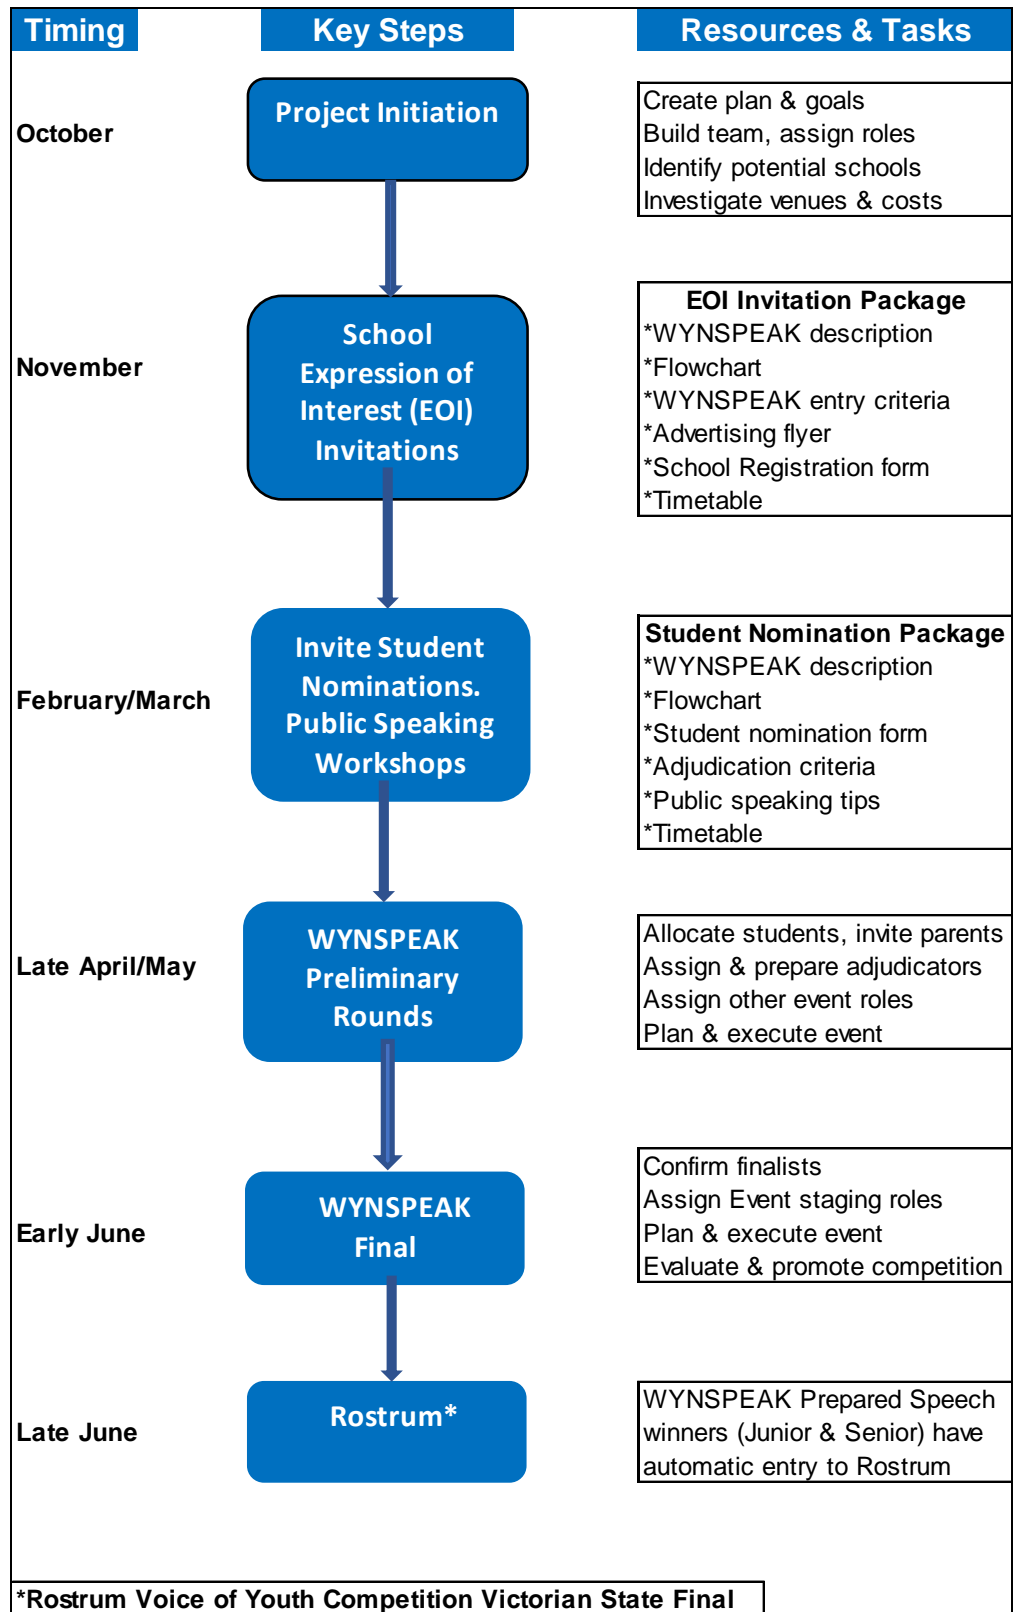 Timing Key Steps Resources & Tasks
October
Project Initiation
Create plan & goals
Build team, assign roles
Identify potential schools
Investigate venues & costs
November
School
Expression of
Interest (EOI)
Invitations
EOI Invitation Package
*WYNSPEAK description
*Flowchart
*WYNSPEAK entry criteria
*Advertising flyer
*School Registration form
*Timetable
February/March
Invite Student
Nominations.
Public Speaking
Workshops
Student Nomination Package
*WYNSPEAK description
*Flowchart
*Student nomination form
*Adjudication criteria
*Public speaking tips
*Timetable
Late April/May
WYNSPEAK
Preliminary
Rounds
Allocate students, invite parents
Assign & prepare adjudicators
Assign other event roles
Plan & execute event
Early June
WYNSPEAK
Final
Confirm finalists
Assign Event staging roles
Plan & execute event
Evaluate & promote competition
Late June
Rostrum*
WYNSPEAK Prepared Speech
winners (Junior & Senior) have
automatic entry to Rostrum
*Rostrum Voice of Youth Competition Victorian State Final